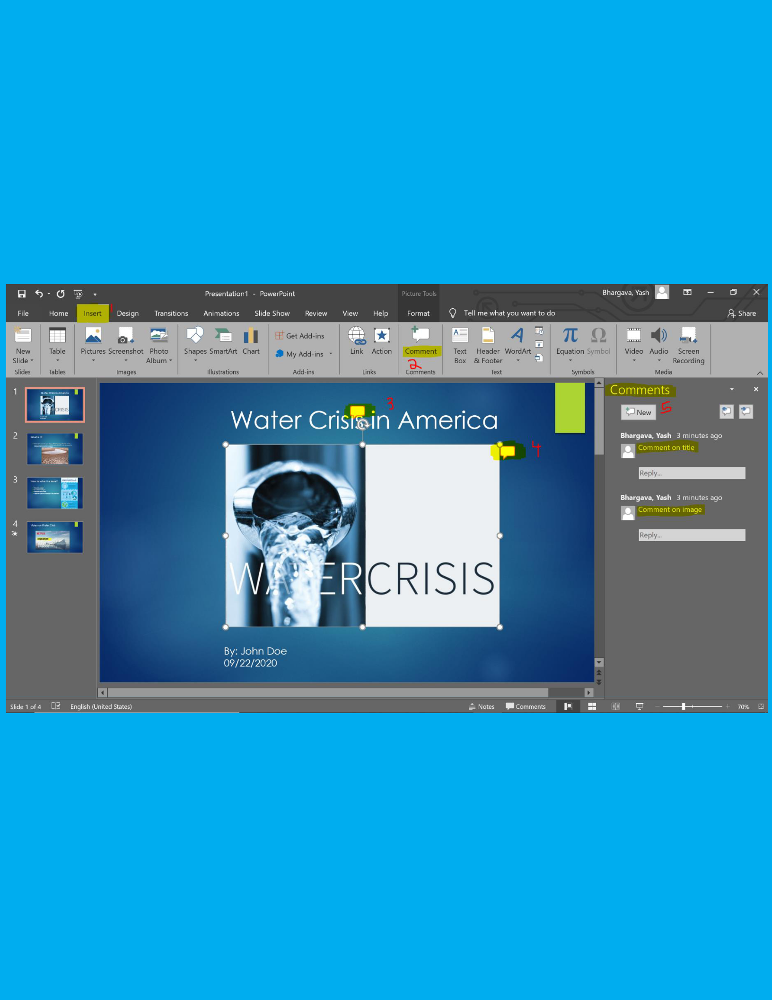 Presentation1 - PowerPoint
Picture Tools
Bhargava, Yash
File
Home
Insert
1
Design
Transitions
Animations
Slide Show
Review
View
Help
Format
Tell me what you want to do
Share
New
Slide
Table
Pictures
Screenshot
Photo
Album
Shapes
SmartArt
Chart
Get Add-ins
My Add-ins
Link
Action
Comment
2
Text
Box
Header
& Footer
WordArt
Equation
Symbol
Video
Audio
Screen
Recording
Slides
Tables
Images
Illustrations
Add-ins
Links
Comments
Text
Symbols
Media
1
Water Crisis in America
CRISIS
2
What is it?
3
How to solve the issue?
4
Video on Water Crisis
NETFLIX
explained
EPISODE
Water Crisis in America
3
4
WATERCRISIS
By: John Doe
09/22/2020
Comments
New
5
Bhargava, Yash 3 minutes ago
Comment on title
Reply...
Bhargava, Yash 3 minutes ago
Comment on image
Reply...
Slide 1 of 4
English (United States)
Notes
Comments
70%